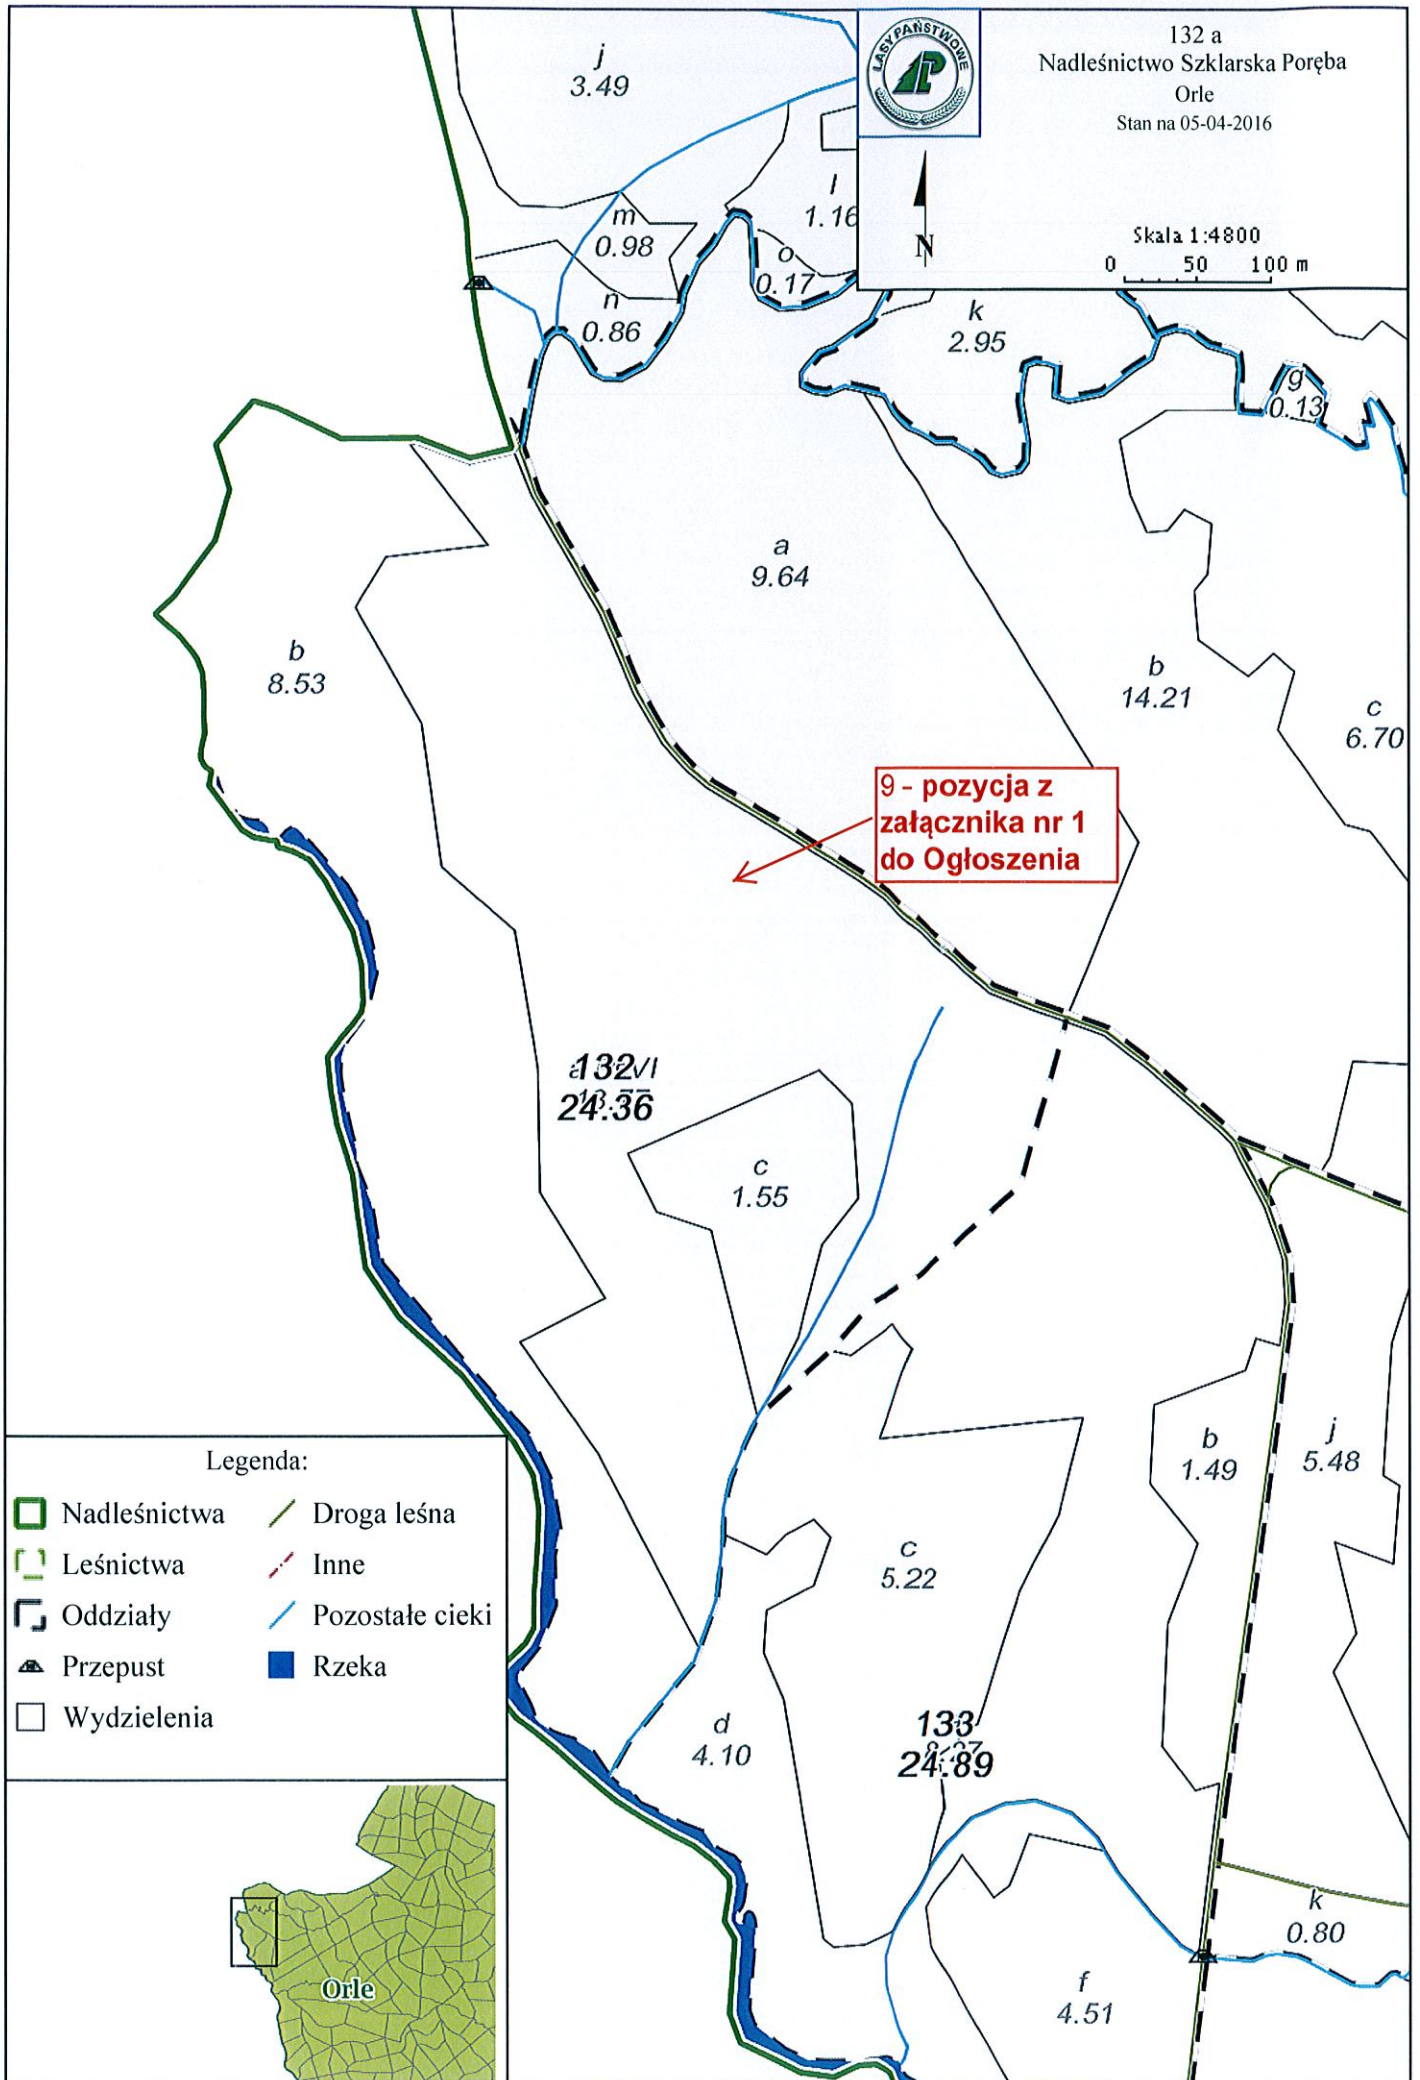 132 a
Nadleśnictwo Szklarska Poręba
Orle
Stan na 05-04-2016
LASY PAŃSTWOWE
LP
N
Skala 1:4800
0 50 100 m
j
3.49
l
1.16
m
0.98
o
0.17
n
0.86
k
2.95
g
0.13
a
9.64
b
8.53
b
14.21
c
6.70
9 - pozycja z
załącznika nr 1
do Ogłoszenia
132
24.36
c
1.55
b
1.49
j
5.48
c
5.22
d
4.10
133
24.89
k
0.80
f
4.51
Legenda:
Nadleśnictwa
Droga leśna
Leśnictwa
Inne
Oddziały
Pozostałe cieki
Przepust
Rzeka
Wydzielenia
Orle